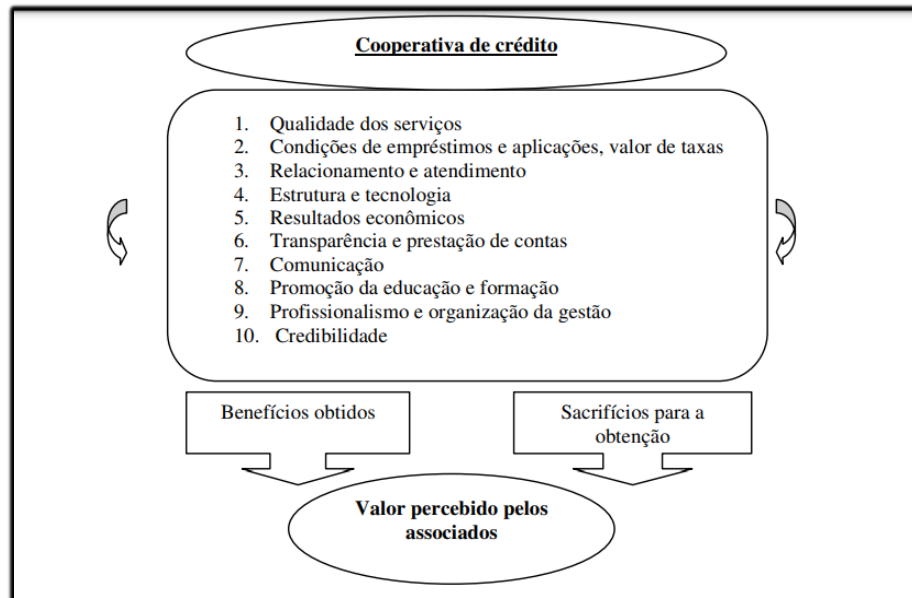 Cooperativa de crédito
1. Qualidade dos serviços
2. Condições de empréstimos e aplicações, valor de taxas
3. Relacionamento e atendimento
4. Estrutura e tecnologia
5. Resultados econômicos
6. Transparência e prestação de contas
7. Comunicação
8. Promoção da educação e formação
9. Profissionalismo e organização da gestão
10. Credibilidade
Benefícios obtidos
Sacrifícios para a
obtenção
Valor percebido pelos
associados